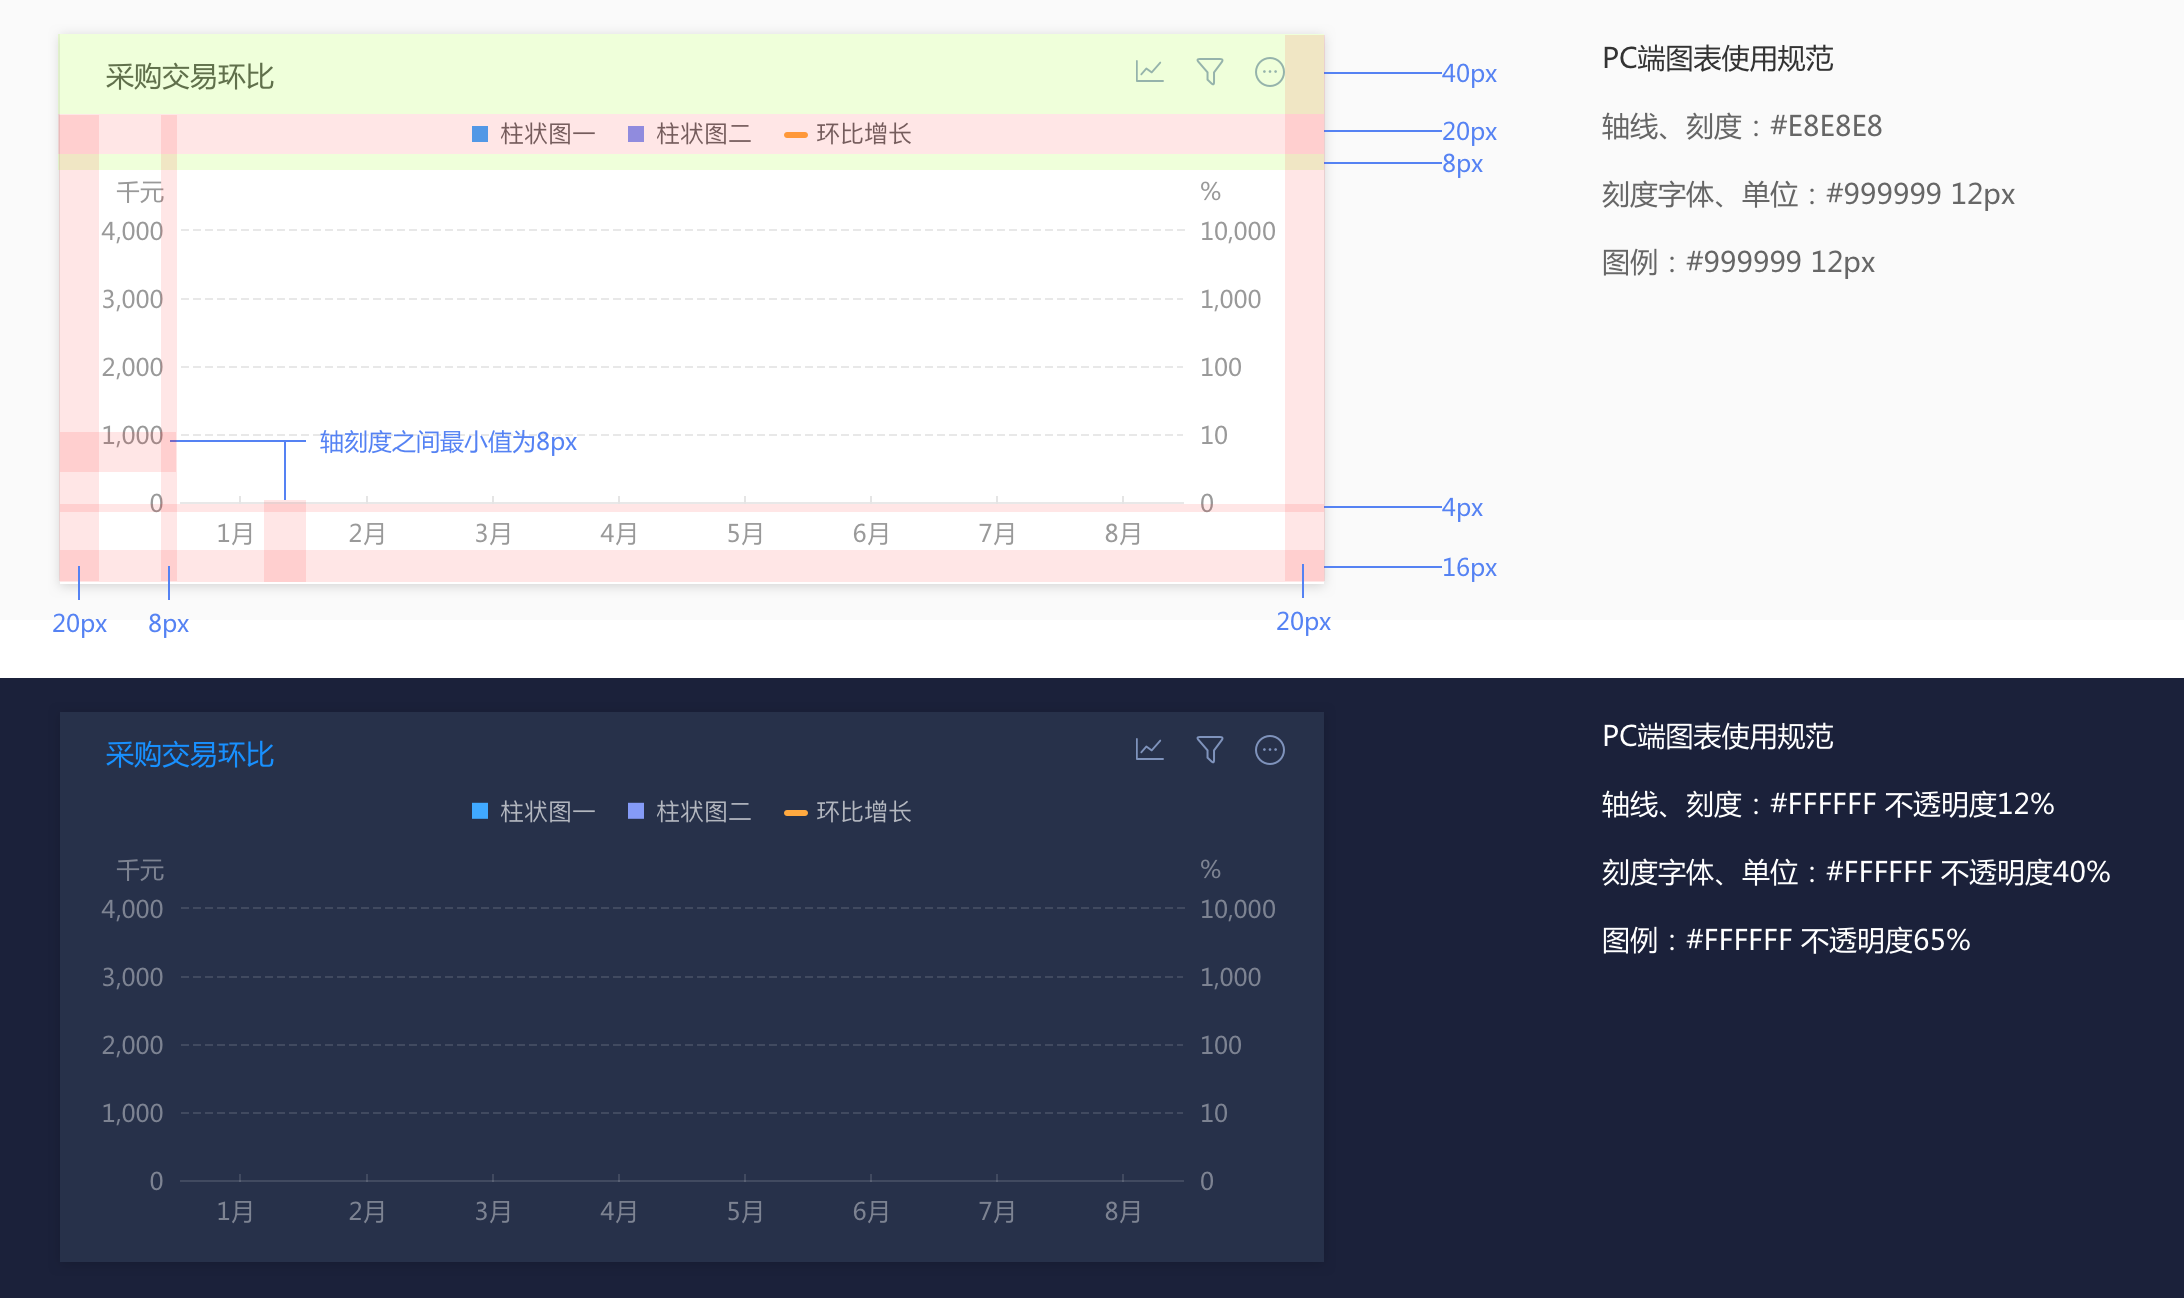 采购交易环比
40px
PC端图表使用规范
柱状图一 柱状图二 环比增长
20px
轴线、刻度：#E8E8E8
8px
千元 %
刻度字体、单位：#999999 12px
4,000 10,000
图例：#999999 12px
3,000 1,000
2,000 100
1,000 10
轴刻度之间最小值为8px
0 0
4px
1月 2月 3月 4月 5月 6月 7月 8月
16px
20px 8px 20px
采购交易环比
PC端图表使用规范
柱状图一 柱状图二 环比增长
轴线、刻度：#FFFFFF 不透明度12%
千元 %
刻度字体、单位：#FFFFFF 不透明度40%
4,000 10,000
图例：#FFFFFF 不透明度65%
3,000 1,000
2,000 100
1,000 10
0 0
1月 2月 3月 4月 5月 6月 7月 8月